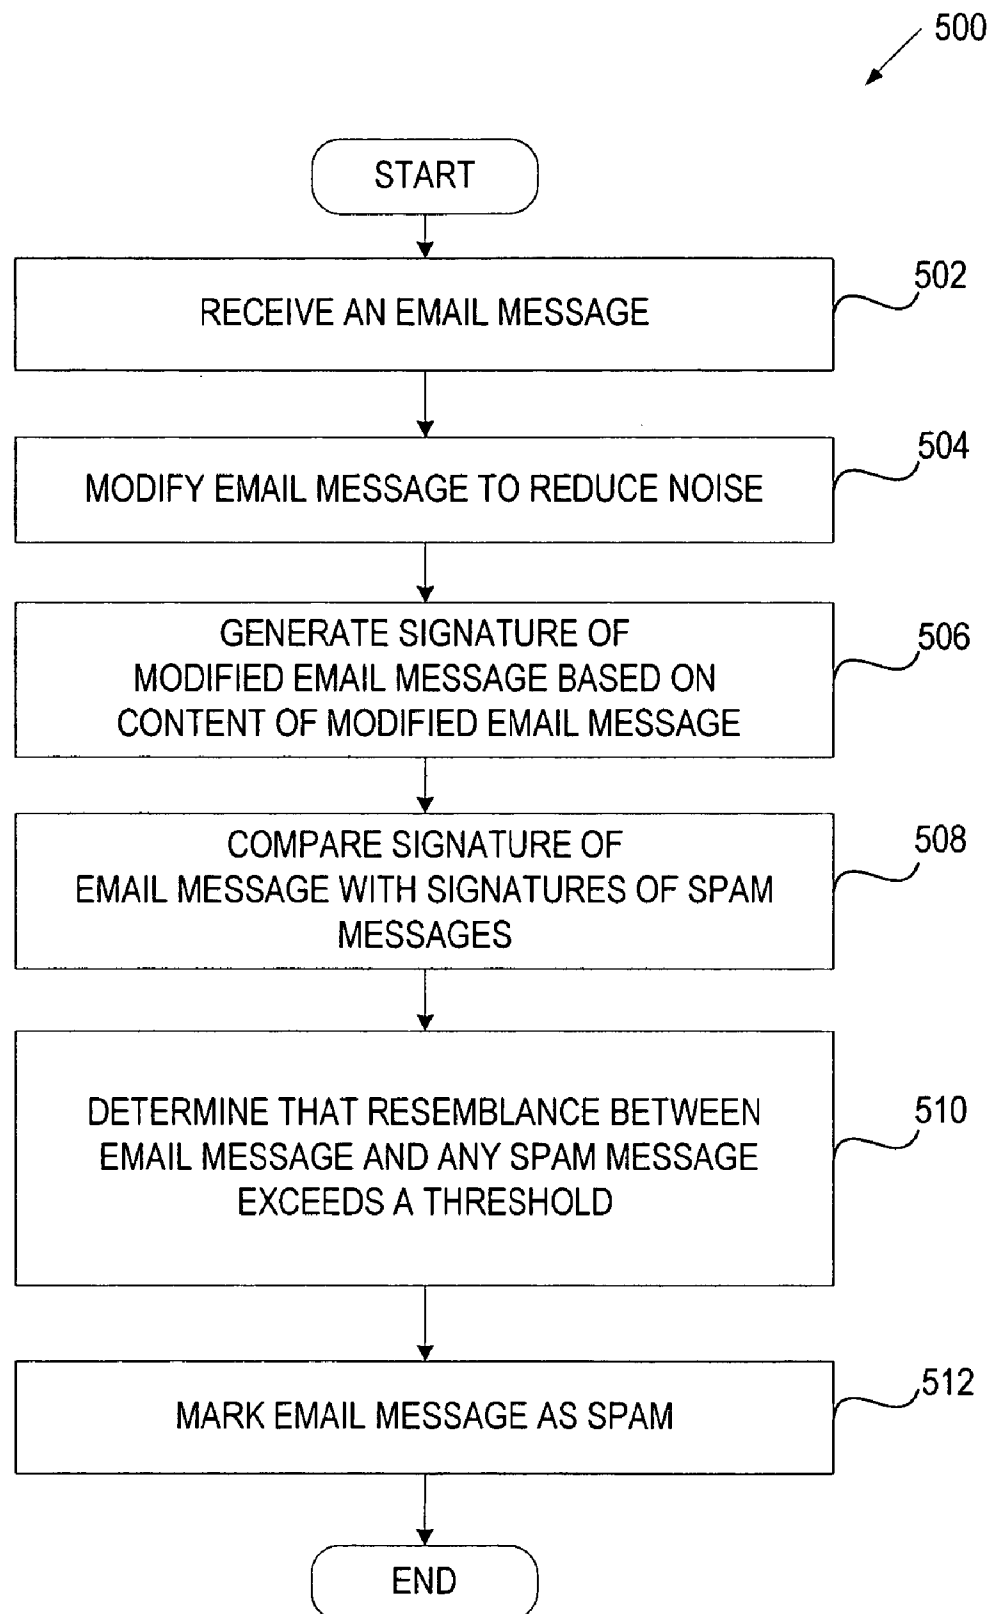 500
START
RECEIVE AN EMAIL MESSAGE
502
MODIFY EMAIL MESSAGE TO REDUCE NOISE
504
GENERATE SIGNATURE OF
MODIFIED EMAIL MESSAGE BASED ON
CONTENT OF MODIFIED EMAIL MESSAGE
506
COMPARE SIGNATURE OF
EMAIL MESSAGE WITH SIGNATURES OF SPAM
MESSAGES
508
DETERMINE THAT RESEMBLANCE BETWEEN
EMAIL MESSAGE AND ANY SPAM MESSAGE
EXCEEDS A THRESHOLD
510
MARK EMAIL MESSAGE AS SPAM
512
END